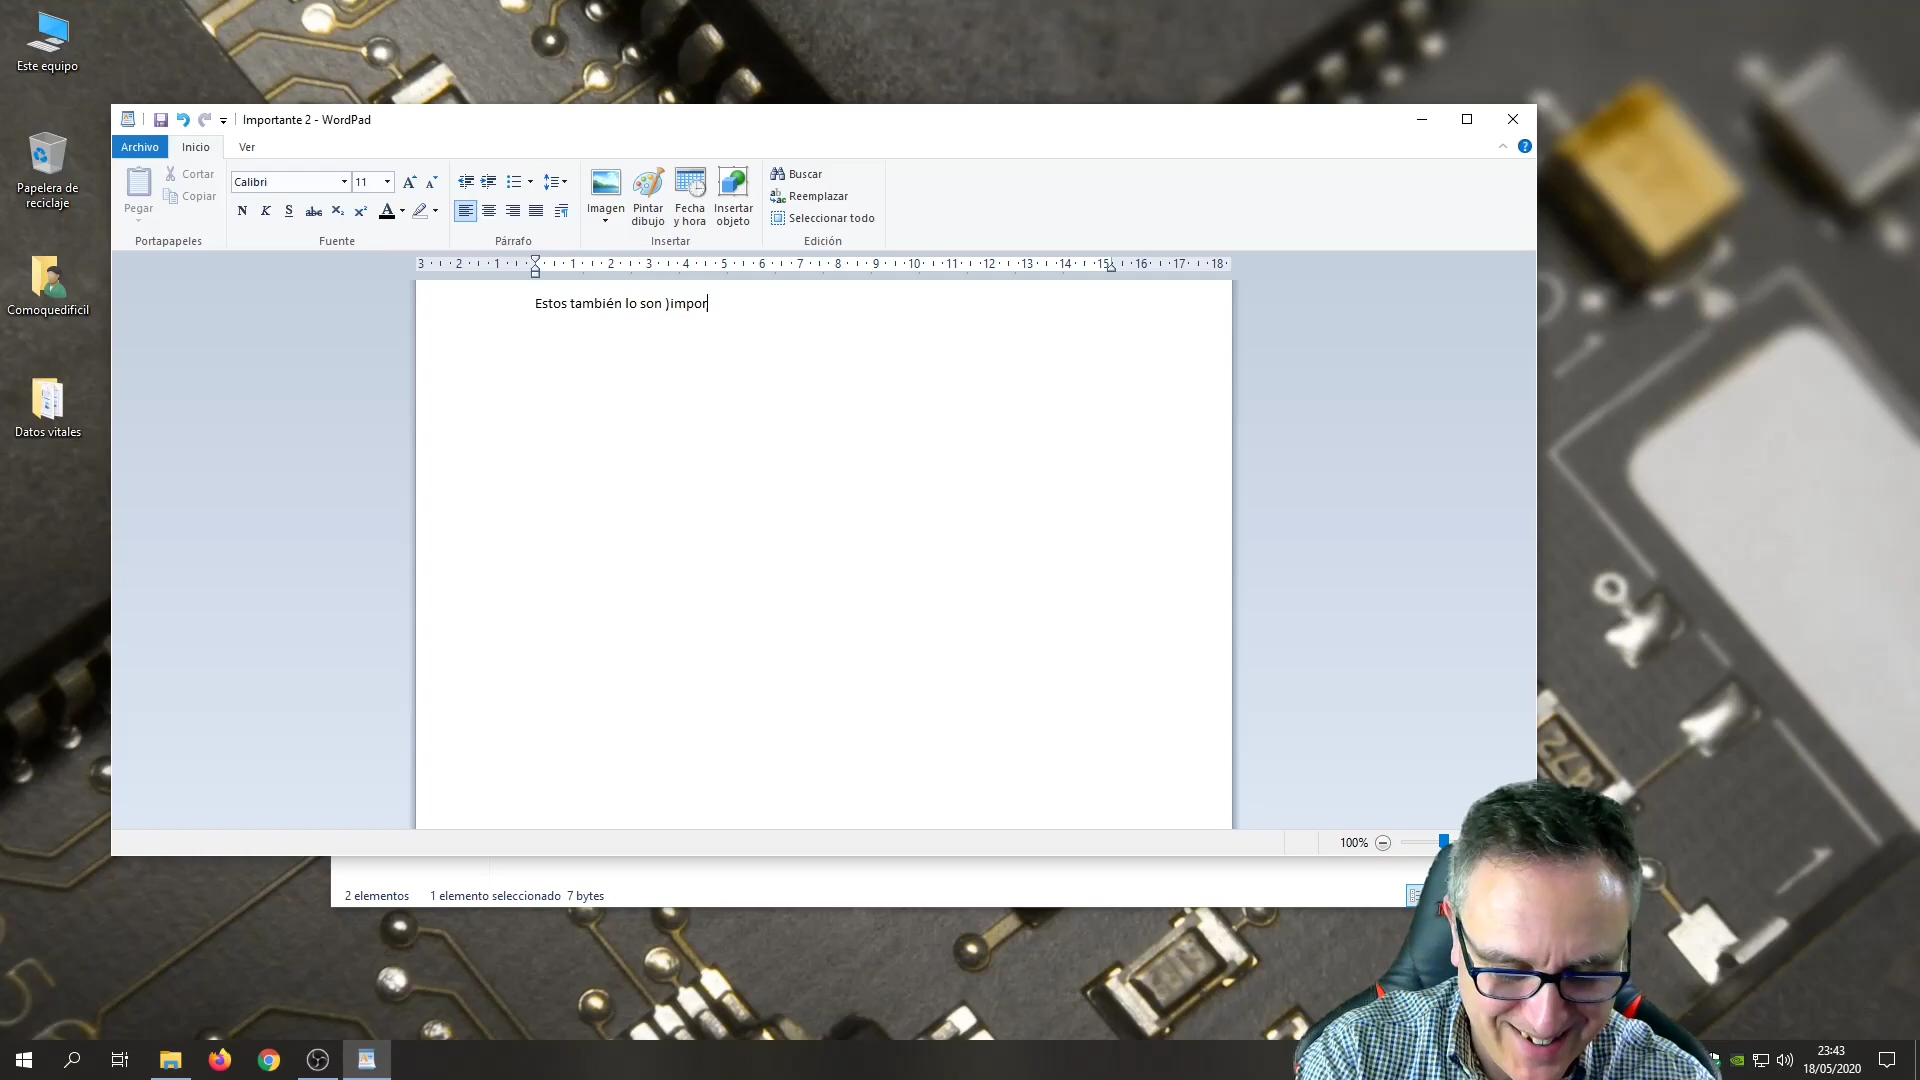 Este equipo
Papelera de
reciclaje
Comoquedificil
Datos vitales
Importante 2 - WordPad
Archivo
Inicio
Ver
Pegar
Cortar
Copiar
Portapapeles
Calibri
11
N K S abc X₂ X² A
Fuente
Párrafo
Imagen
Pintar
dibujo
Fecha
y hora
Insertar
objeto
Insertar
Buscar
Reemplazar
Seleccionar todo
Edición
3 2 1 1 2 3 4 5 6 7 8 9 10 11 12 13 14 15 16 17 18
Estos también lo son )impor
100%
2 elementos
1 elemento seleccionado 7 bytes
23:43
18/05/2020